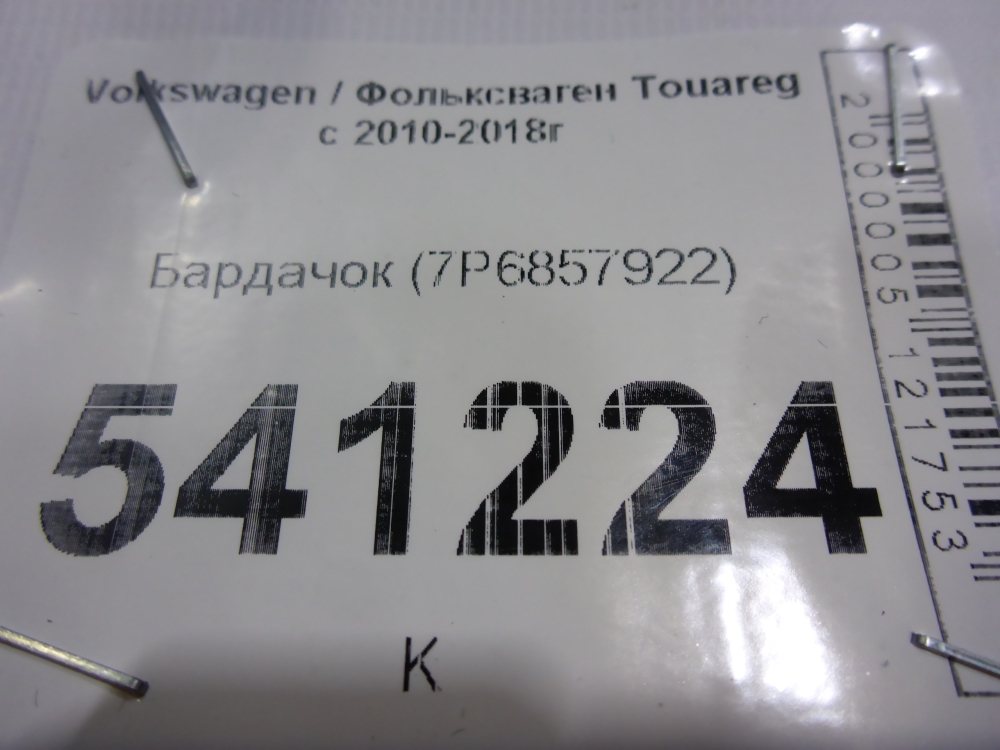 Volkswagen / Фольксваген Touareg
с 2010-2018г
Бардачок (7P6857922)
541224
К
2000005121753